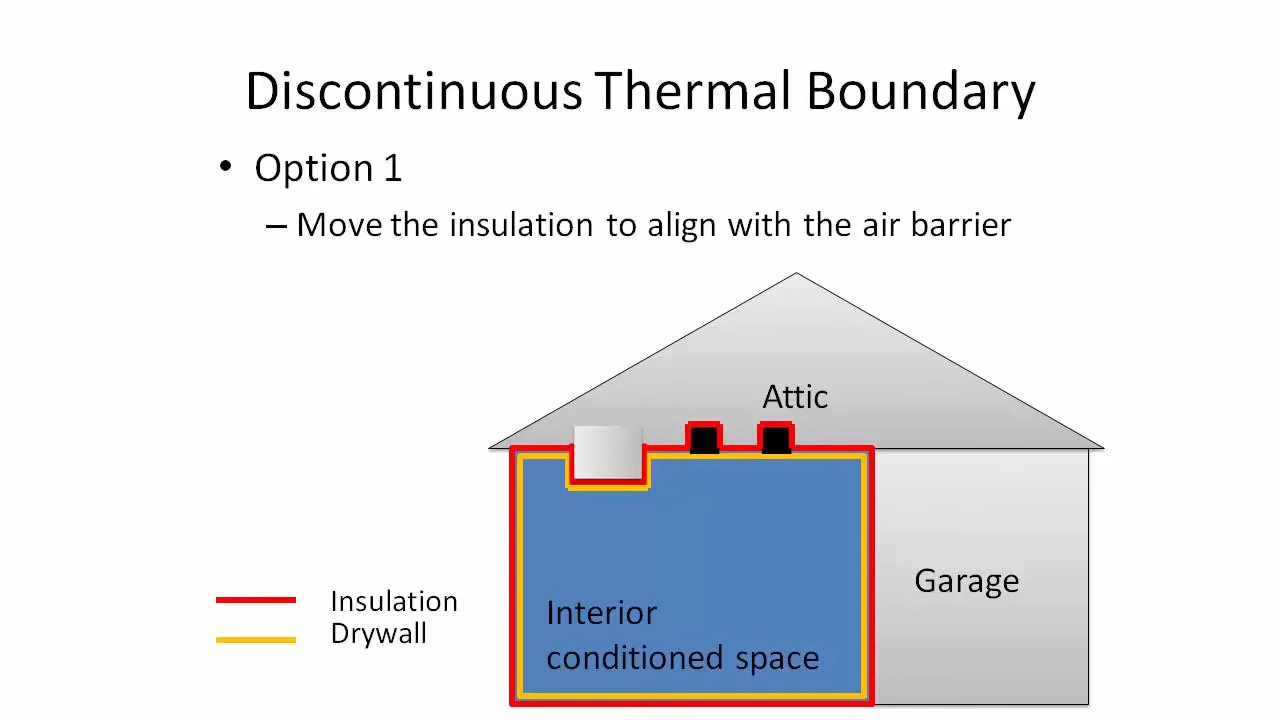 Discontinuous Thermal Boundary
• Option 1
– Move the insulation to align with the air barrier
Attic
Garage
Insulation
Drywall
Interior
conditioned space